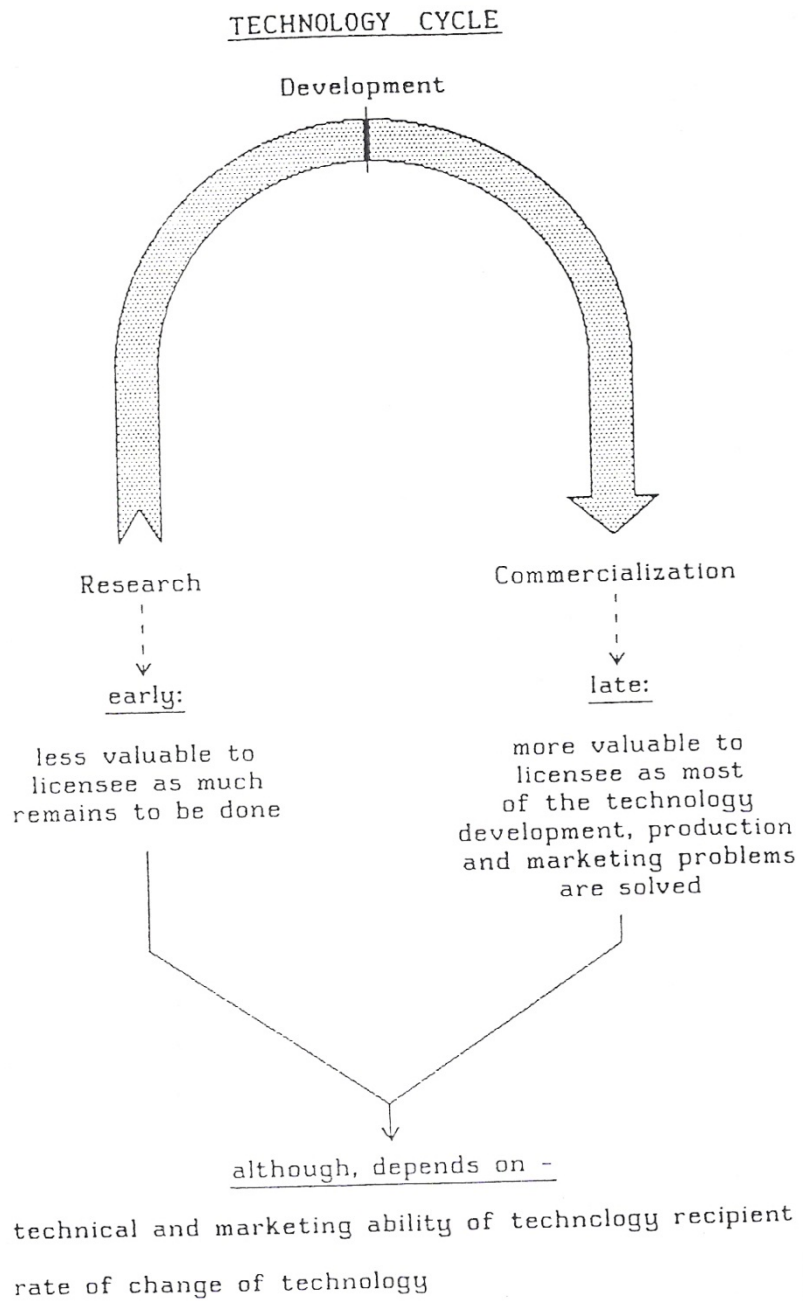 TECHNOLOGY CYCLE
Development
Research
early:
less valuable to
licensee as much
remains to be done
Commercialization
late:
more valuable to
licensee as most
of the technology
development, production
and marketing problems
are solved
although, depends on -
technical and marketing ability of technclogy recipient
rate of change of technology